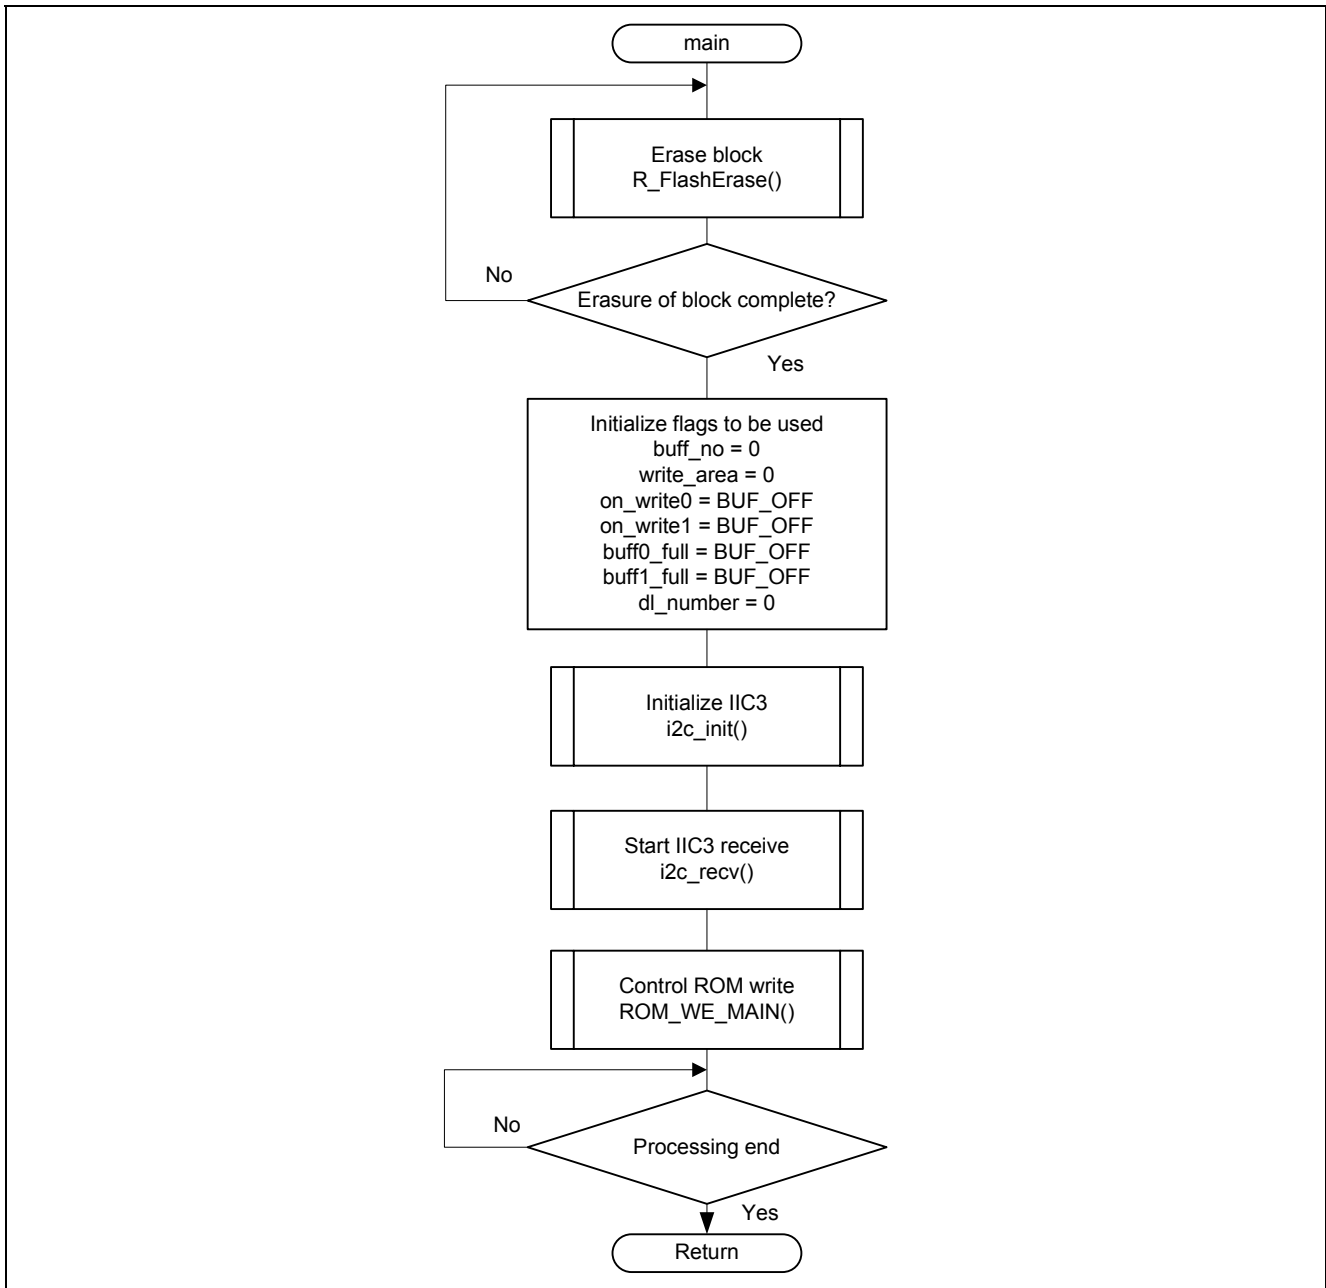 main
Erase block
R_FlashErase()
No
Erasure of block complete?
Yes
Initialize flags to be used
buff_no = 0
write_area = 0
on_write0 = BUF_OFF
on_write1 = BUF_OFF
buff0_full = BUF_OFF
buff1_full = BUF_OFF
dl_number = 0
Initialize IIC3
i2c_init()
Start IIC3 receive
i2c_recv()
Control ROM write
ROM_WE_MAIN()
No
Processing end
Yes
Return